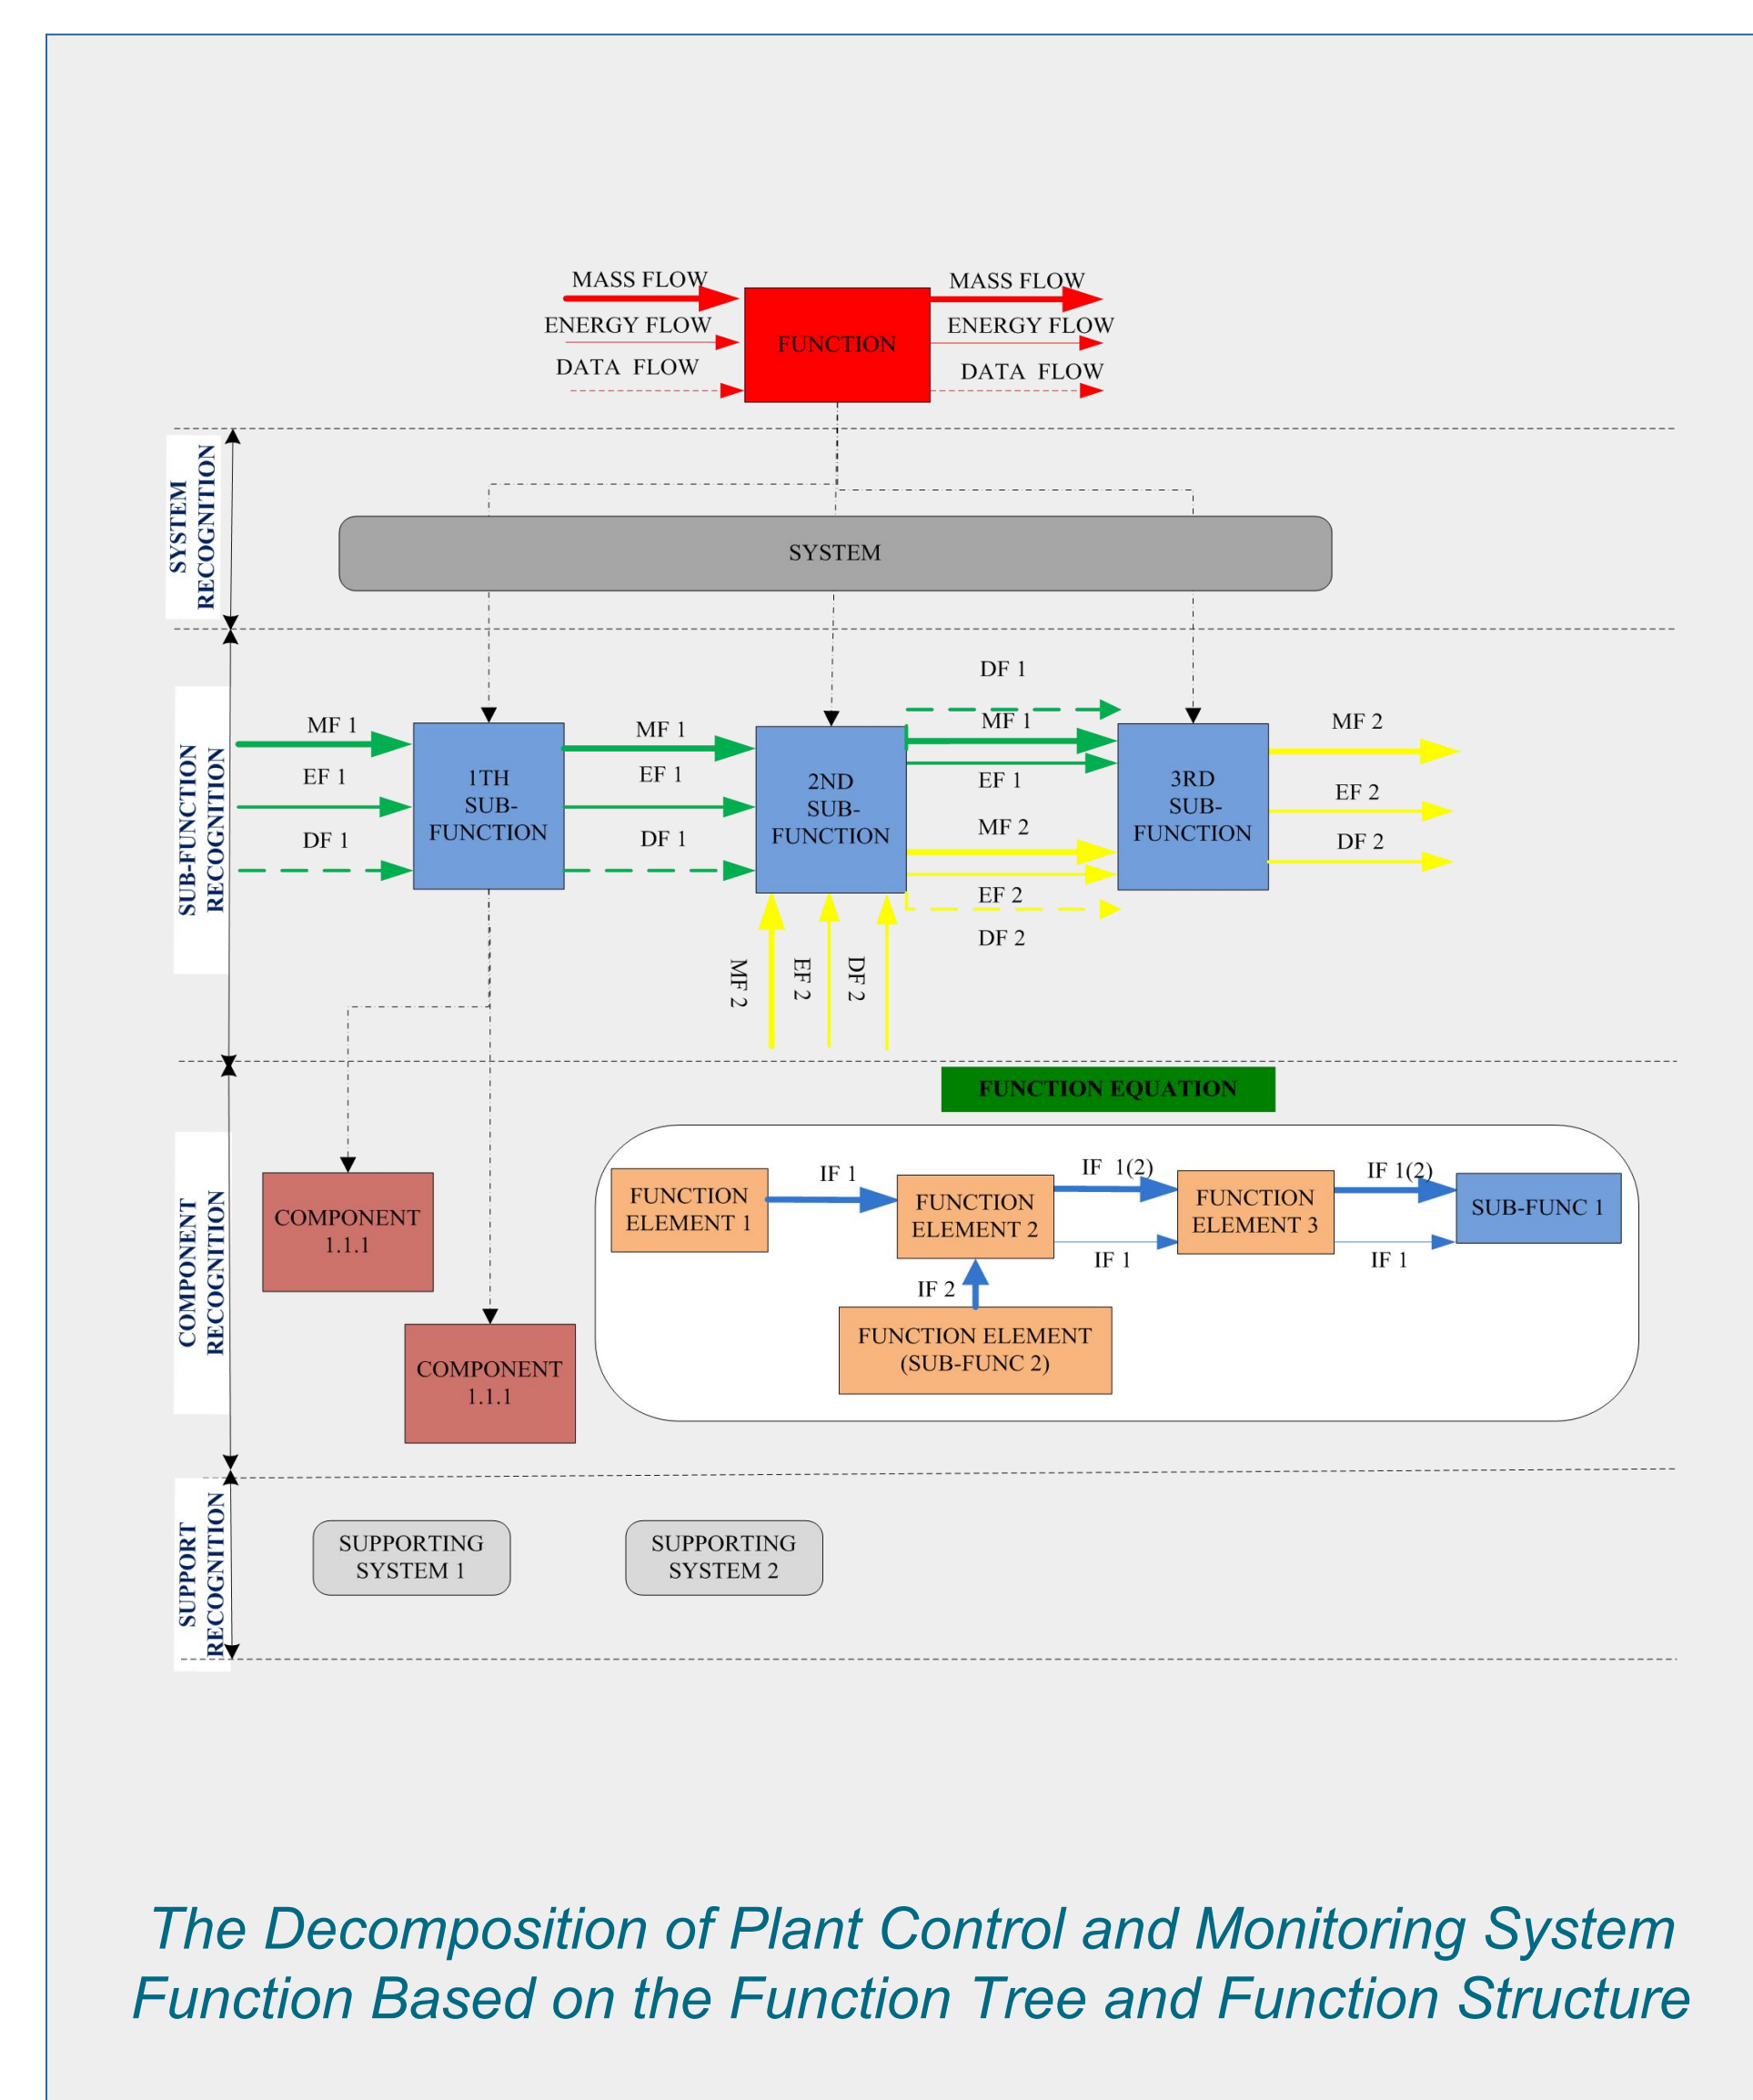 MASS FLOW
MASS FLOW
ENERGY FLOW
FUNCTION
ENERGY FLOW
DATA  FLOW
DATA  FLOW
SYSTEM
RECOGNITION
SYSTEM
SUB-FUNCTION
RECOGNITION
MF 1
EF 1
DF 1
1TH
SUB-
FUNCTION
MF 1
EF 1
DF 1
2ND
SUB-
FUNCTION
DF 1
MF 1
EF 1
MF 2
EF 2
DF 2
3RD
SUB-
FUNCTION
MF 2
EF 2
DF 2
MF 2
EF 2
DF 2
COMPONENT
RECOGNITION
FUNCTION EQUATION
COMPONENT
1.1.1
COMPONENT
1.1.1
FUNCTION
ELEMENT 1
IF 1
FUNCTION
ELEMENT 2
IF  1(2)
IF 1
FUNCTION
ELEMENT 3
IF 1(2)
IF 1
SUB-FUNC 1
IF 2
FUNCTION ELEMENT
(SUB-FUNC 2)
SUPPORT
RECOGNITION
SUPPORTING
SYSTEM 1
SUPPORTING
SYSTEM 2
The Decomposition of Plant Control and Monitoring System
Function Based on the Function Tree and Function Structure